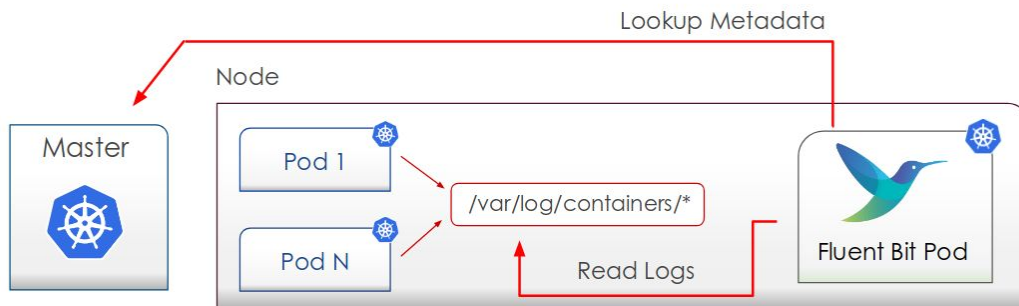 Lookup Metadata
Node
Master
Pod 1
/var/log/containers/*
Pod N
Read Logs
Fluent Bit Pod